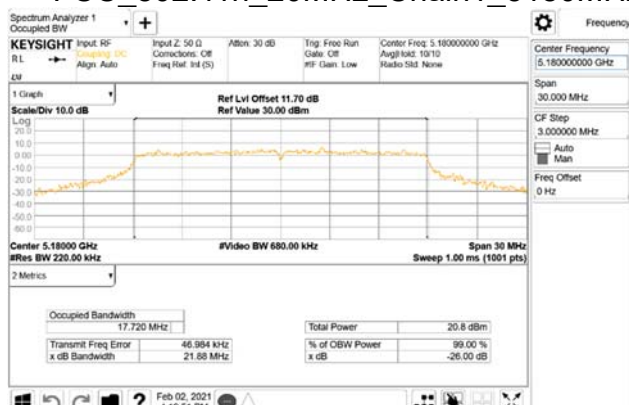 Spectrum Analyzer 1
Occupied BW
+
Frequency
KEYSIGHT Input: RF Input Z: 50 Ω Atten: 30 dB Trig: Free Run Center Freq: 5.180000000 GHz
RL Coupling: DC Corrections: Off Gate: Off Avg|Hold: 10/10
Align: Auto Freq Ref: Int (S) #IF Gain: Low Radio Std: None
Center Frequency
5.180000000 GHz
Span
30.000 MHz
CF Step
3.000000 MHz
Auto
Man
Freq Offset
0 Hz
1 Graph
Ref Lvl Offset 11.70 dB
Scale/Div 10.0 dB Ref Value 30.00 dBm
Log
20.0
10.0
0.00
-10.0
-20.0
-30.0
-40.0
-50.0
-60.0
Center 5.18000 GHz #Video BW 680.00 kHz Span 30 MHz
#Res BW 220.00 kHz Sweep 1.00 ms (1001 pts)
2 Metrics
Occupied Bandwidth
17.720 MHz Total Power 20.8 dBm
Transmit Freq Error 46.984 kHz % of OBW Power 99.00 %
x dB Bandwidth 21.88 MHz x dB -26.00 dB
? Feb 02, 2021